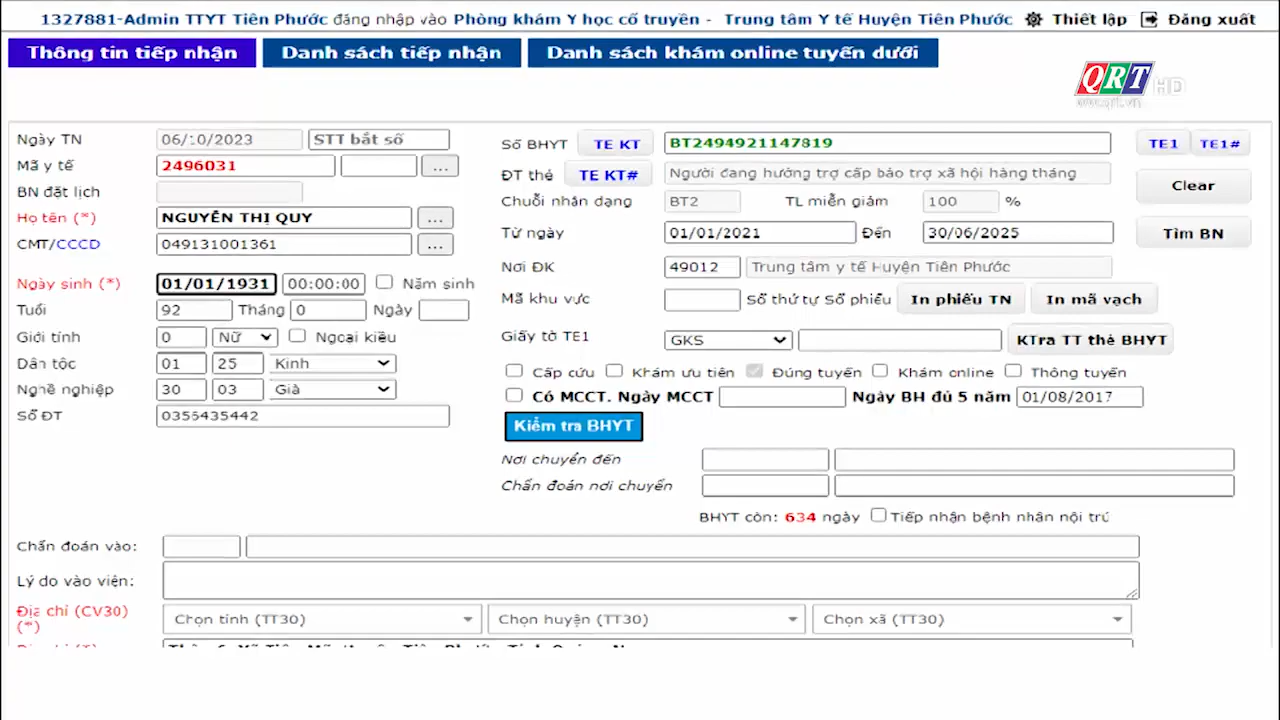 1327881-Admin TTYT Tiên Phước đăng nhập vào Phòng khám Y học cổ truyền - Trung tâm Y tế Huyện Tiên Phước Thiết lập Đăng xuất
Thông tin tiếp nhận Danh sách tiếp nhận Danh sách khám online tuyến dưới
QRT HD
www.qrt.vn
Ngày TN 06/10/2023 STT bắt số
Mã y tế 2496031 ...
BN đặt lịch
Họ tên (*) NGUYỄN THỊ QUY ...
CMT/CCCD 049131001361 ...
Ngày sinh (*) 01/01/1931 00:00:00 Năm sinh
Tuổi 92 Tháng 0 Ngày
Giới tính 0 Nữ Ngoại kiều
Dân tộc 01 25 Kinh
Nghề nghiệp 30 03 Già
Số ĐT 0356435442
Số BHYT TE KT BT2494921147819 TE1 TE1#
ĐT thẻ TE KT# Người đang hưởng trợ cấp bảo trợ xã hội hàng tháng Clear
Chuỗi nhân dạng BT2 TL miễn giảm 100 %
Từ ngày 01/01/2021 Đến 30/06/2025 Tìm BN
Nơi ĐK 49012 Trung tâm y tế Huyện Tiên Phước
Mã khu vực Số thứ tự Số phiếu In phiếu TN In mã vạch
Giấy tờ TE1 GKS KTra TT thẻ BHYT
Cấp cứu Khám ưu tiên Đúng tuyến Khám online Thông tuyến
Có MCCT. Ngày MCCT Ngày BH đủ 5 năm 01/08/2017
Kiểm tra BHYT
Nơi chuyển đến
Chẩn đoán nơi chuyển
BHYT còn: 634 ngày Tiếp nhận bệnh nhân nội trú
Chẩn đoán vào:
Lý do vào viện:
Địa chỉ (CV30) (*) Chọn tỉnh (TT30) Chọn huyện (TT30) Chọn xã (TT30)